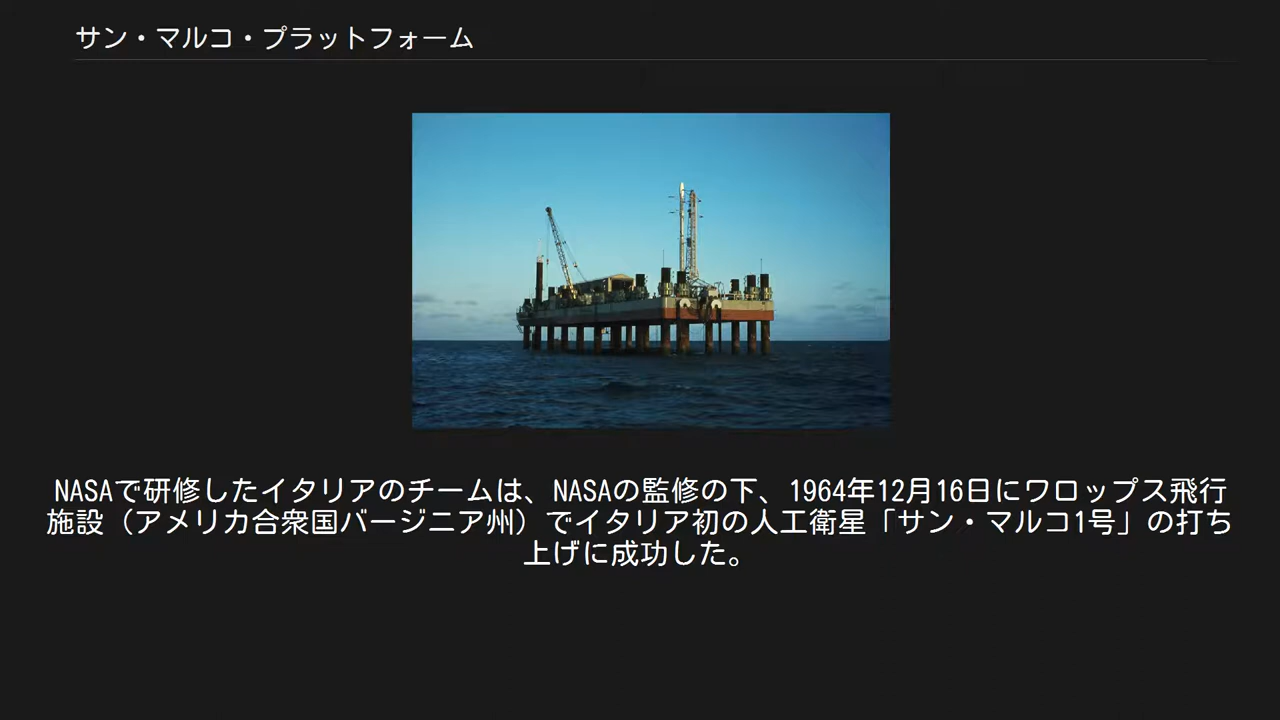 サン・マルコ・プラットフォーム
NASAで研修したイタリアのチームは、NASAの監修の下、1964年12月16日にワロップス飛行
施設（アメリカ合衆国バージニア州）でイタリア初の人工衛星「サン・マルコ1号」の打ち
上げに成功した。